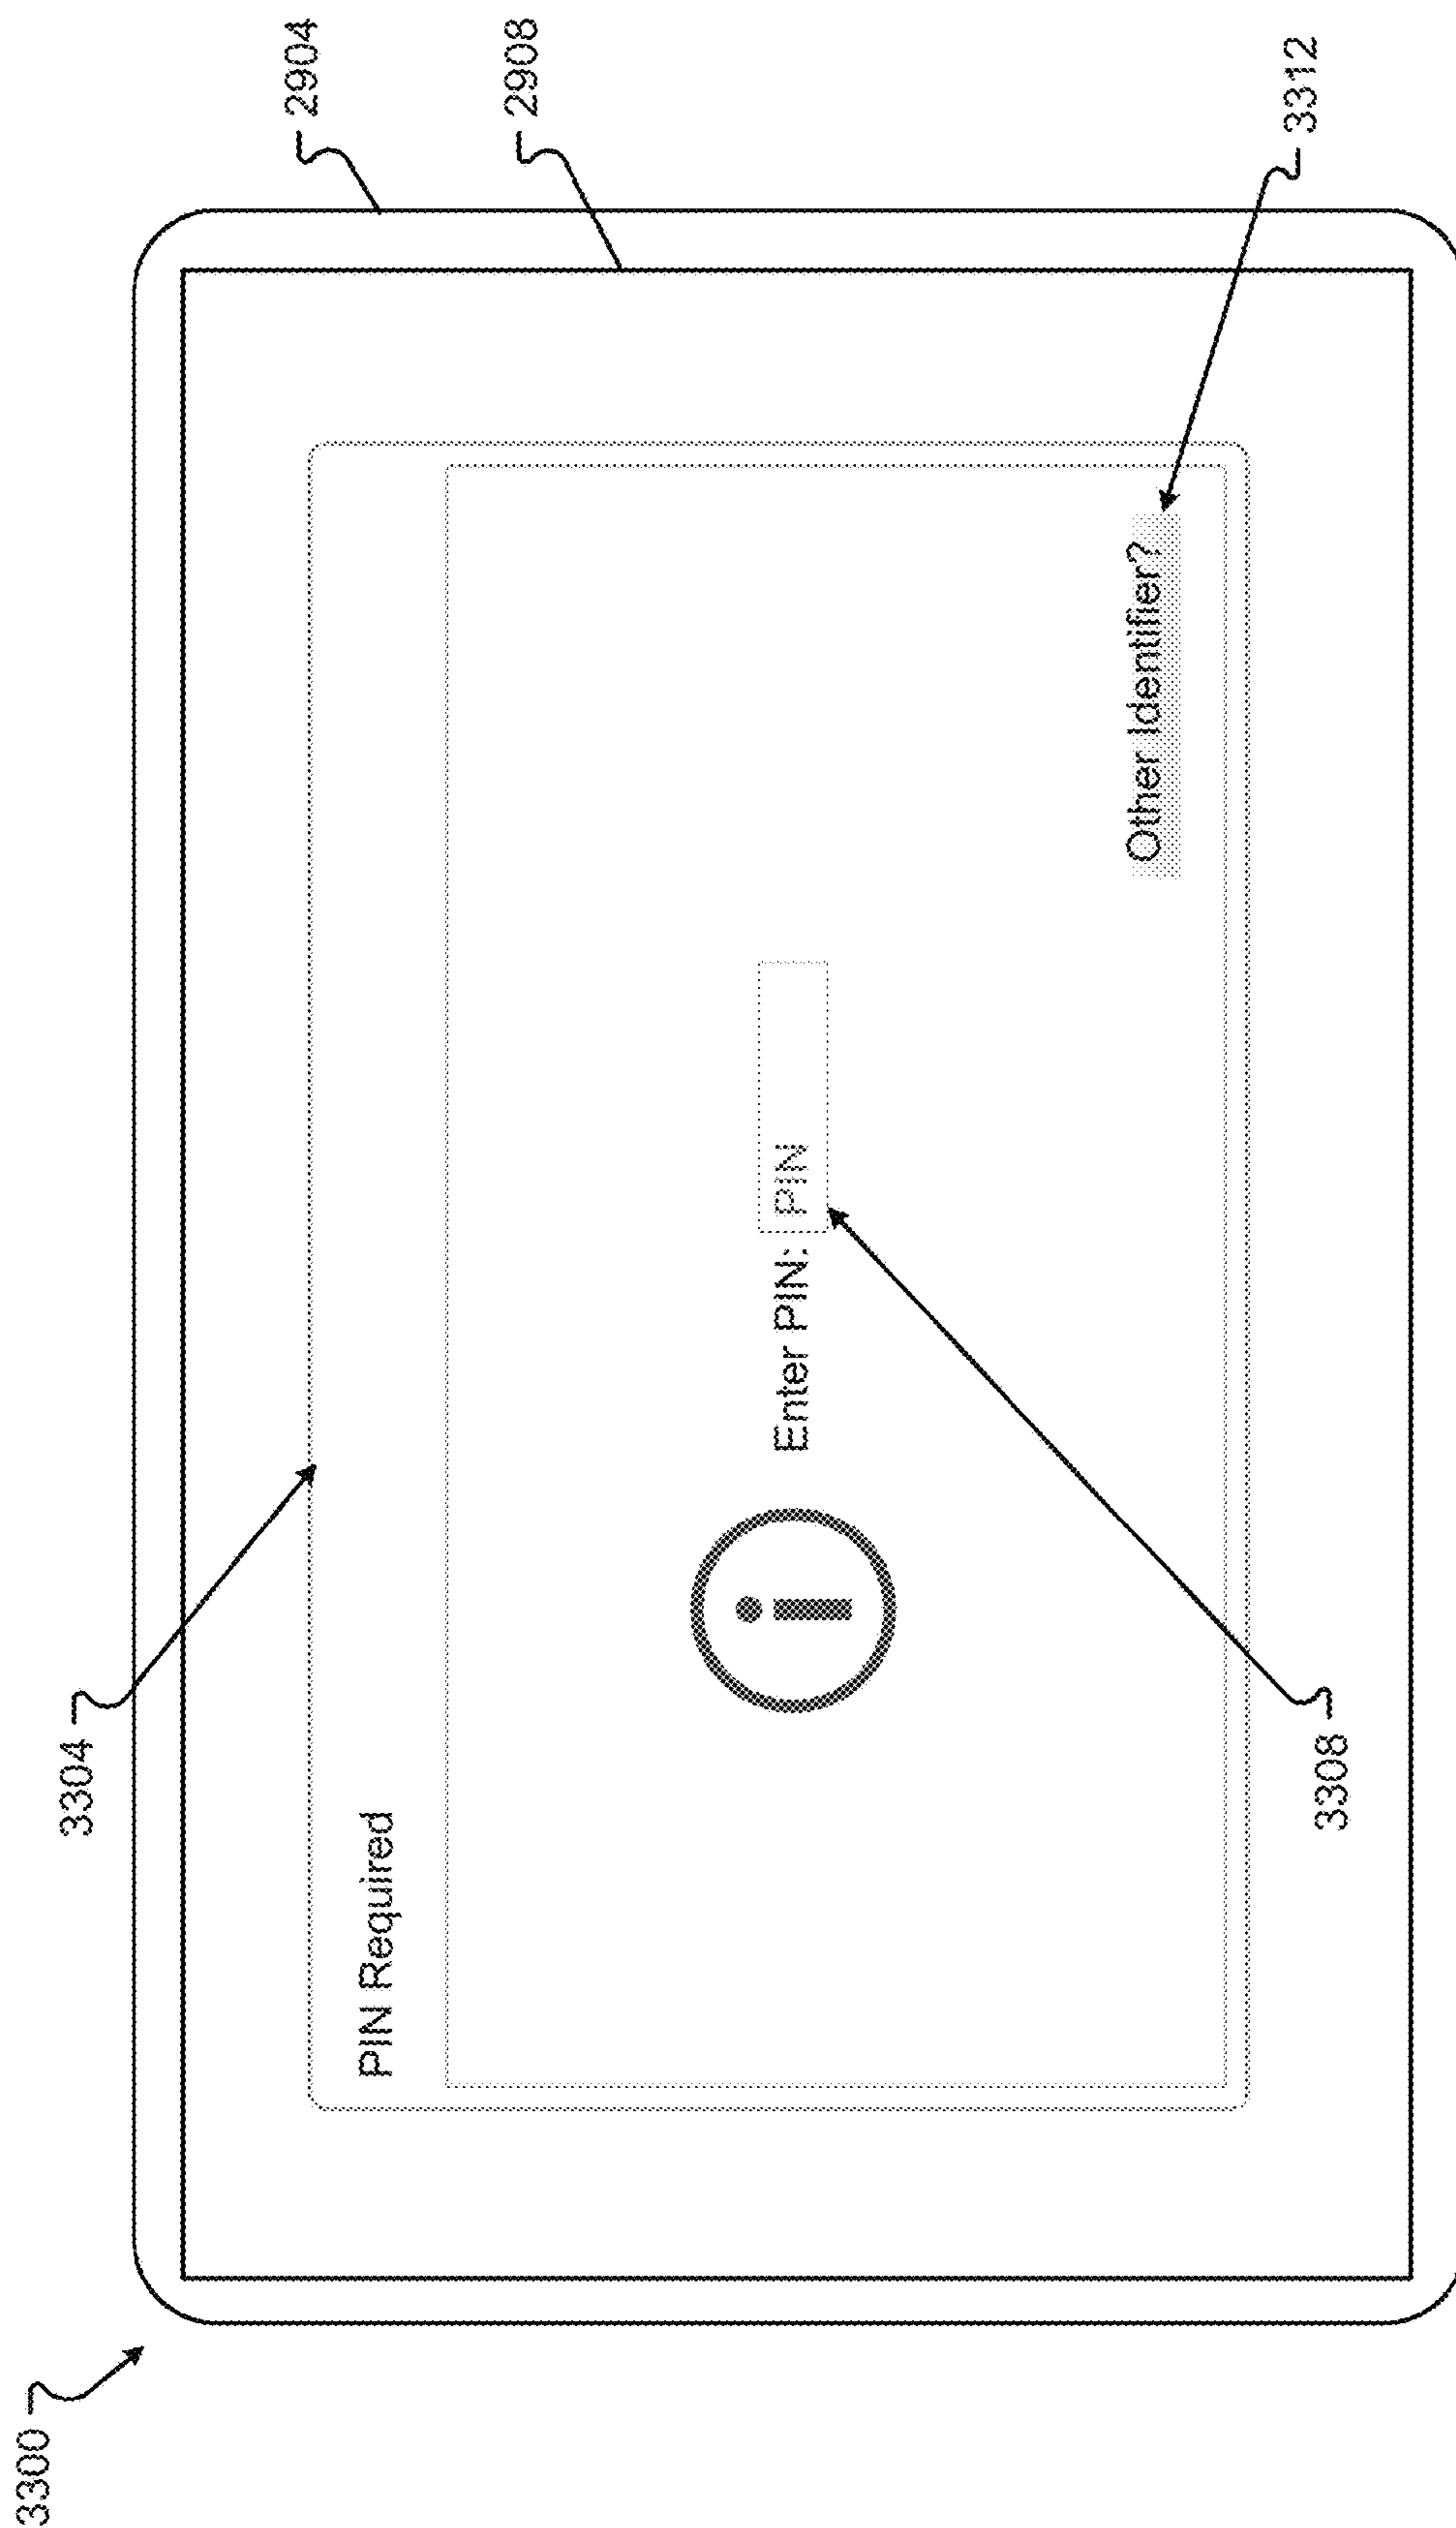 3300
3304
2904
2908
PIN Required
i
Enter PIN: PIN
Other Identifier?
3308
3312